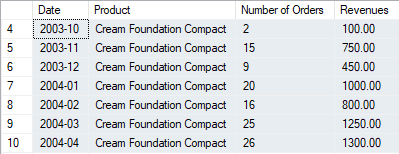 Date Product Number of Orders Revenues
4 2003-10 Cream Foundation Compact 2 100.00
5 2003-11 Cream Foundation Compact 15 750.00
6 2003-12 Cream Foundation Compact 9 450.00
7 2004-01 Cream Foundation Compact 20 1000.00
8 2004-02 Cream Foundation Compact 16 800.00
9 2004-03 Cream Foundation Compact 25 1250.00
10 2004-04 Cream Foundation Compact 26 1300.00